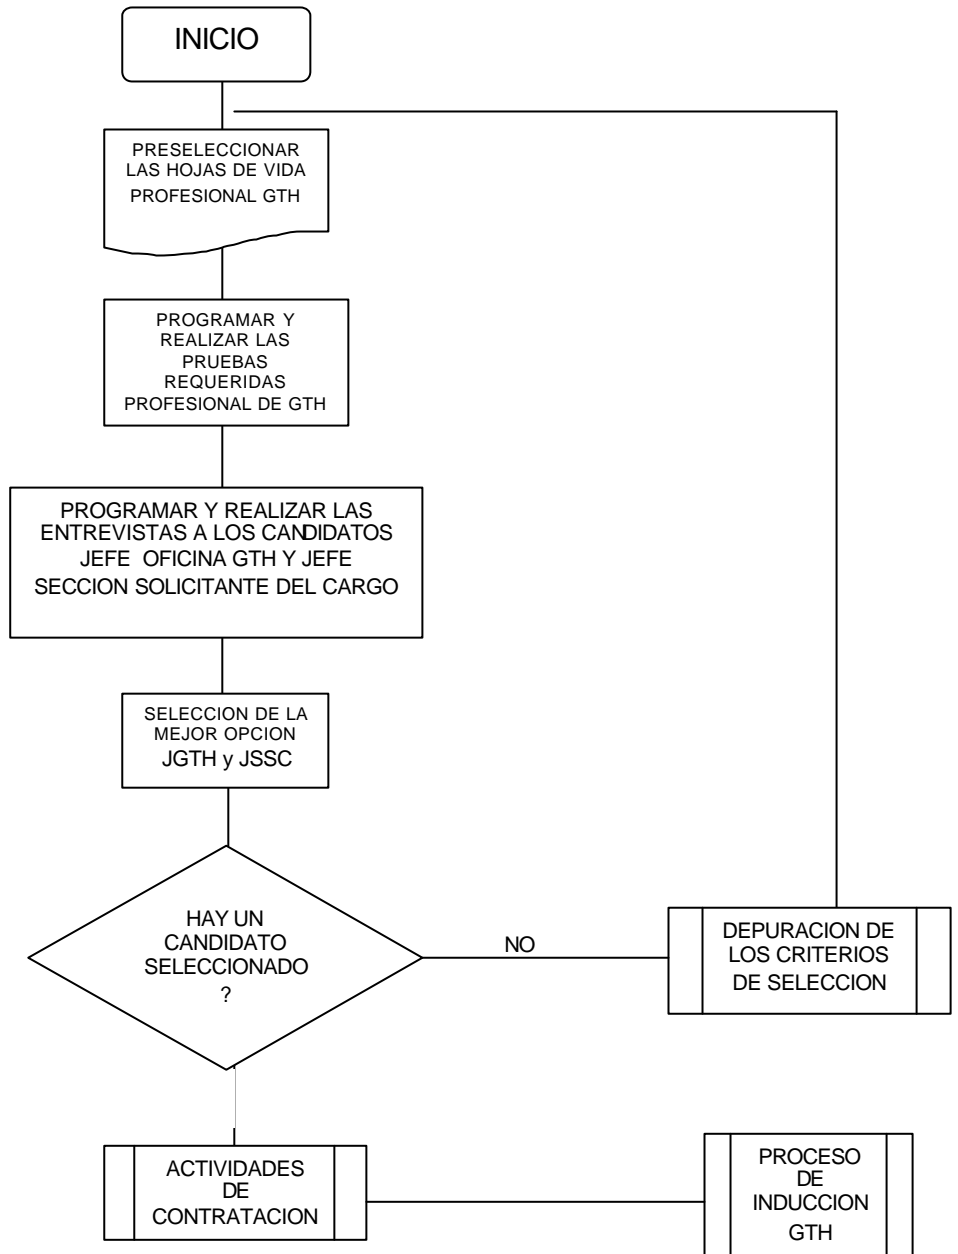 INICIO
PRESELECCIONAR
LAS HOJAS DE VIDA
PROFESIONAL GTH
PROGRAMAR Y
REALIZAR LAS
PRUEBAS
REQUERIDAS
PROFESIONAL DE GTH
PROGRAMAR Y REALIZAR LAS
ENTREVISTAS A LOS CANDIDATOS
JEFE OFICINA GTH Y JEFE
SECCION SOLICITANTE DEL CARGO
SELECCION DE LA
MEJOR OPCION
JGTH y JSSC
HAY UN
CANDIDATO
SELECCIONADO
?
NO
DEPURACION DE
LOS CRITERIOS
DE SELECCION
ACTIVIDADES
DE
CONTRATACION
PROCESO
DE
INDUCCION
GTH